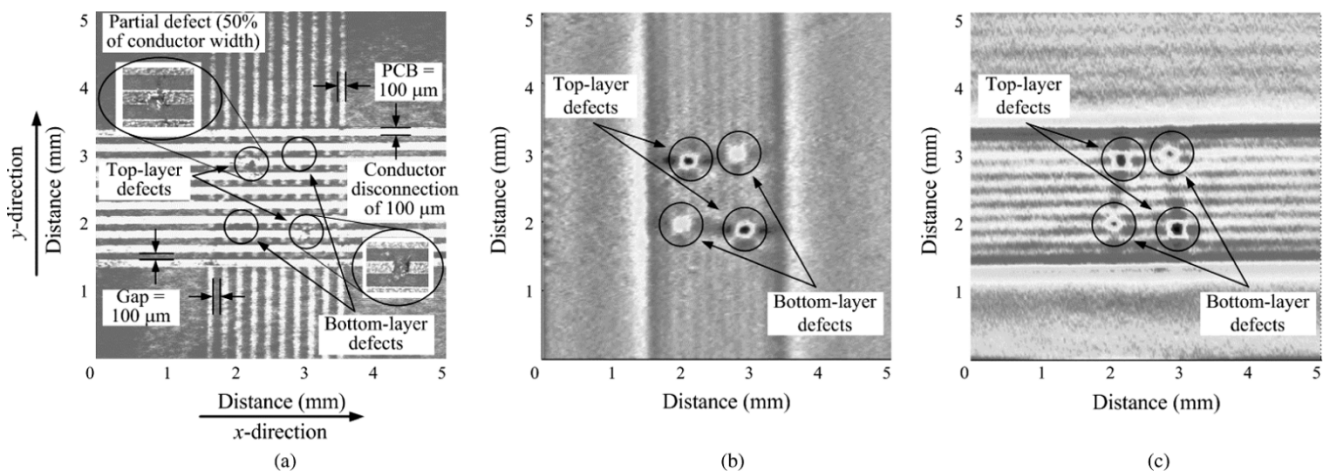 5
4
3
2
1
y-direction
Distance (mm)
Partial defect (50%
of conductor width)
PCB =
100 μm
Top-layer
defects
Conductor
disconnection
of 100 μm
Gap =
100 μm
Bottom-layer
defects
0 1 2 3 4 5
Distance (mm)
x-direction
(a)
5
4
3
2
1
Distance (mm)
Top-layer
defects
Bottom-layer
defects
0 1 2 3 4 5
Distance (mm)
(b)
5
4
3
2
1
Distance (mm)
Top-layer
defects
Bottom-layer
defects
0 1 2 3 4 5
Distance (mm)
(c)